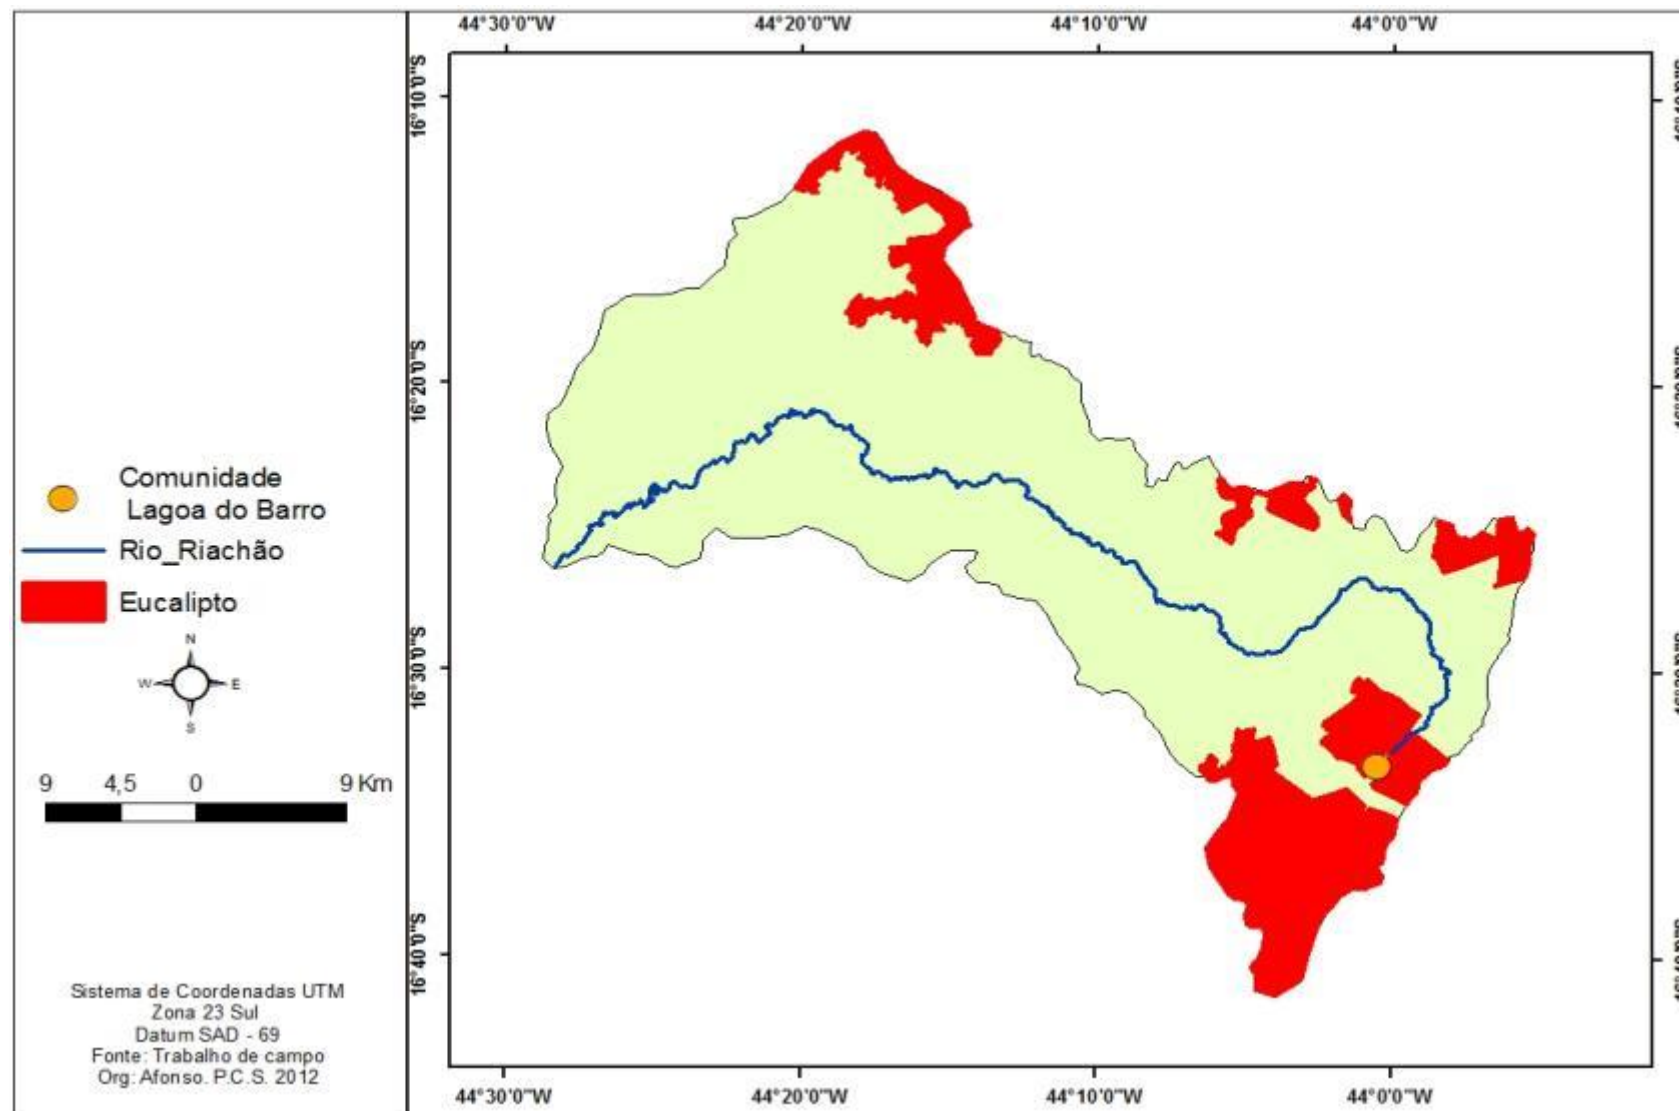 44°30'0"W 44°20'0"W 44°10'0"W 44°0'0"W
16°10'0"S
16°20'0"S
16°30'0"S
16°40'0"S
Comunidade
Lagoa do Barro
Rio_Riachão
Eucalipto
N
W E
S
9 4,5 0 9 Km
Sistema de Coordenadas UTM
Zona 23 Sul
Datum SAD - 69
Fonte: Trabalho de campo
Org: Afonso. P.C.S. 2012
44°30'0"W 44°20'0"W 44°10'0"W 44°0'0"W